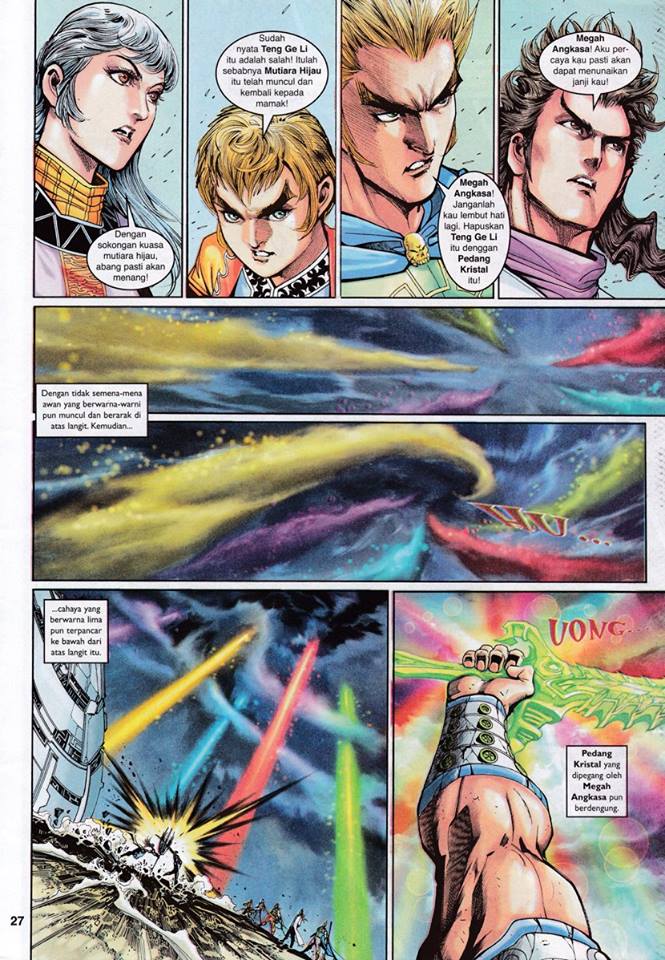 Dengan
sokongan kuasa
mutiara hijau,
abang pasti akan
menang!
Sudah
nyata Teng Ge Li
itu adalah salah! Itulah
sebabnya Mutiara Hijau
itu telah muncul dan
kembali kepada
mamak!
Megah
Angkasa!
Janganlah
kau lembut hati
lagi. Hapuskan
Teng Ge Li
itu denggan
Pedang
Kristal
itu!
Megah
Angkasa! Aku per-
caya kau pasti akan
dapat menunaikan
janji kau!
Dengan tidak semena-mena
awan yang berwarna-warni
pun muncul dan berarak di
atas langit. Kemudian...
HU ...
...cahaya yang
berwarna lima
pun terpancar
ke bawah dari
atas langit itu.
UONG...
Pedang
Kristal yang
dipegang oleh
Megah
Angkasa pun
berdengung.
27